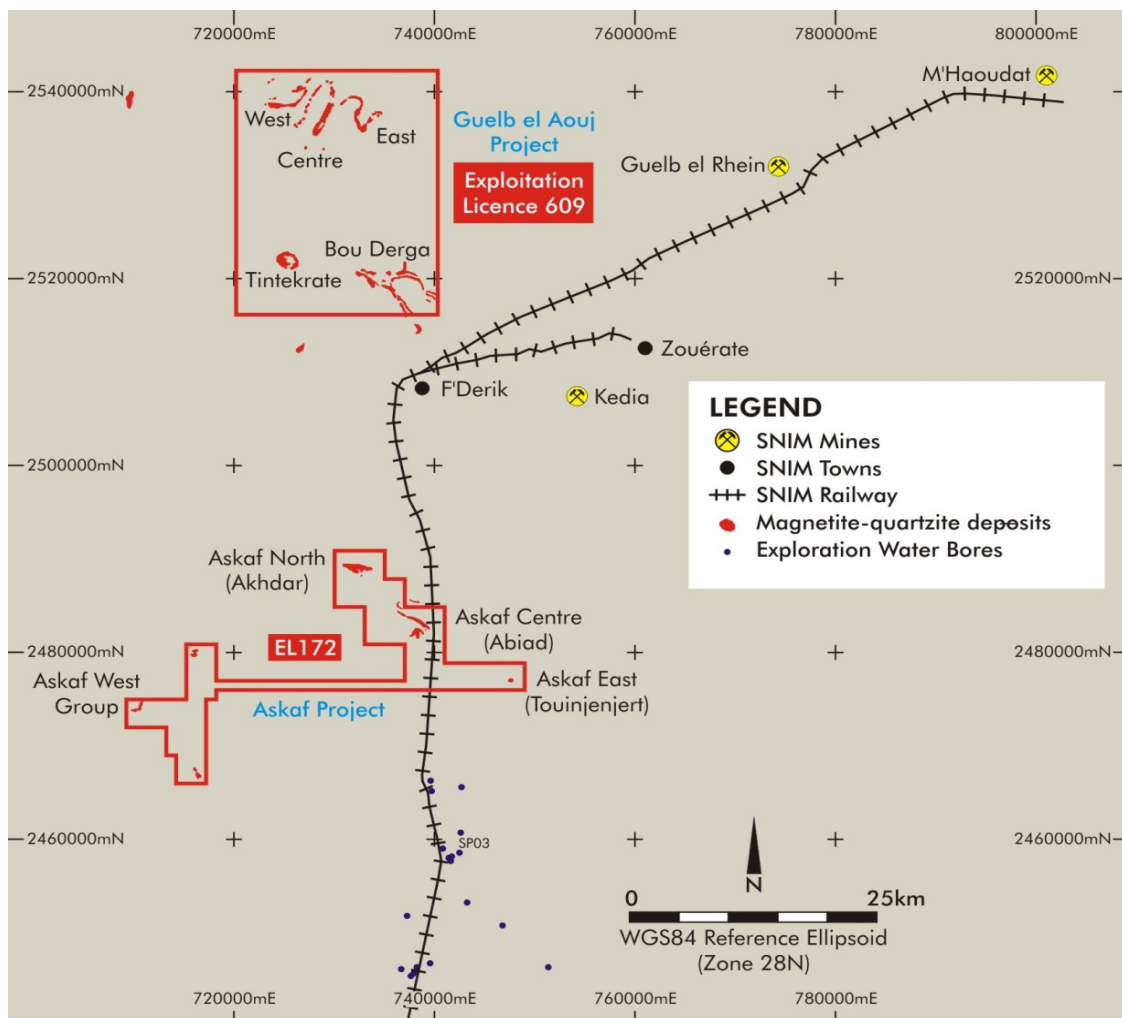 720000mE
740000mE
760000mE
780000mE
800000mE
M'Haoudat
2540000mN
2540000mN
West
East
Centre
Guelb el Aouj
Project
Exploitation
Licence 609
Guelb el Rhein
Bou Derga
Tintekrate
2520000mN
2520000mN
Zouérate
F'Derik
Kedia
LEGEND
SNIM Mines
SNIM Towns
SNIM Railway
Magnetite-quartzite deposits
Exploration Water Bores
2500000mN
Askaf North
(Akhdar)
Askaf Centre
(Abiad)
EL172
2480000mN
2480000mN
Askaf West
Group
Askaf East
(Touinjenjert)
Askaf Project
2460000mN
2460000mN
SP03
N
0
25km
WGS84 Reference Ellipsoid
(Zone 28N)
720000mE
740000mE
760000mE
780000mE